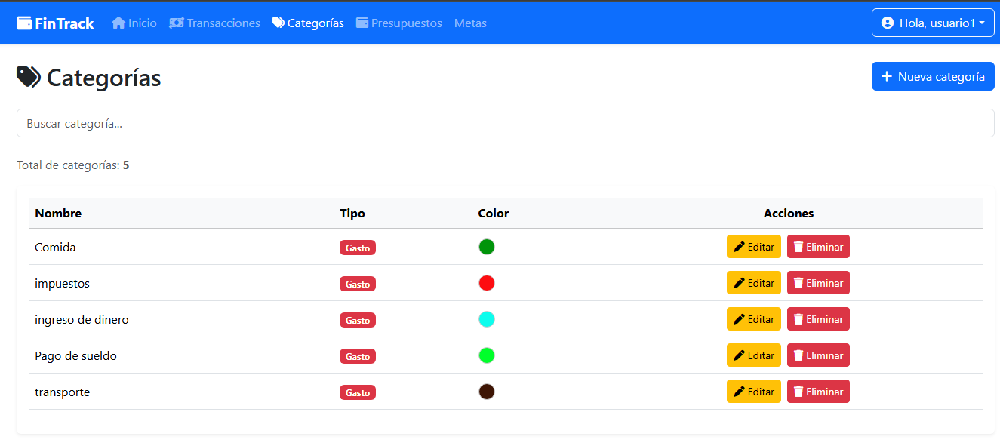 FinTrack Inicio Transacciones Categorías Presupuestos Metas Hola, usuario1
Categorías + Nueva categoría
Buscar categoría...
Total de categorías: 5
Nombre Tipo Color Acciones
Comida Gasto Editar Eliminar
impuestos Gasto Editar Eliminar
ingreso de dinero Gasto Editar Eliminar
Pago de sueldo Gasto Editar Eliminar
transporte Gasto Editar Eliminar